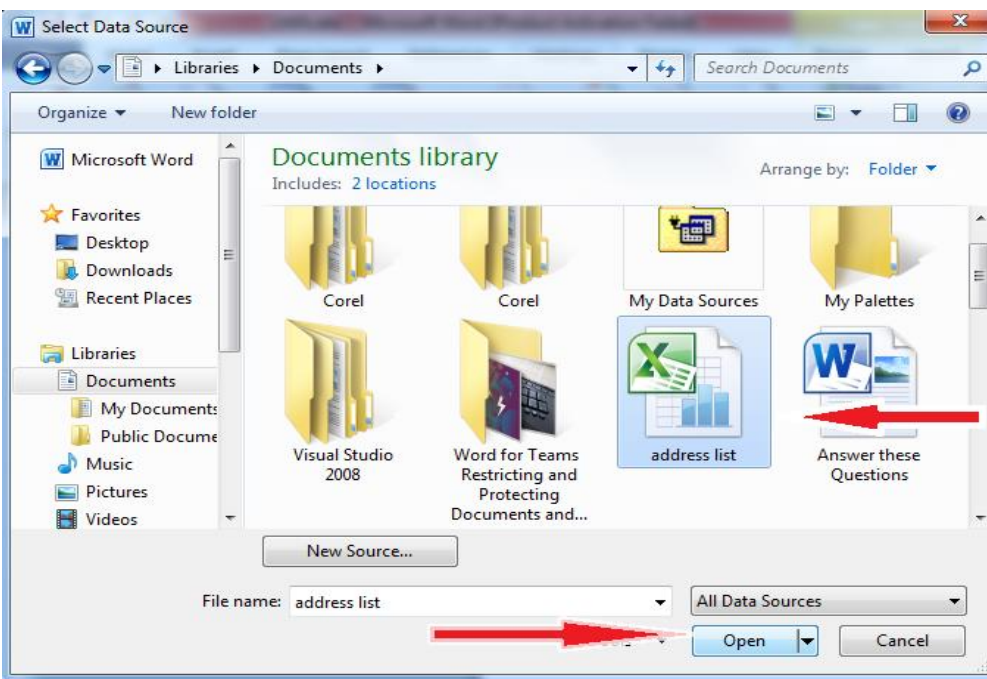 Select Data Source
Libraries Documents
Search Documents
Organize
New folder
Microsoft Word
Favorites
Desktop
Downloads
Recent Places
Libraries
Documents
My Documents
Public Docume
Music
Pictures
Videos
Documents library
Includes: 2 locations
Arrange by: Folder
Corel
Corel
My Data Sources
My Palettes
Visual Studio
2008
Word for Teams
Restricting and
Protecting
Documents and...
address list
Answer these
Questions
New Source...
File name: address list
All Data Sources
Open
Cancel